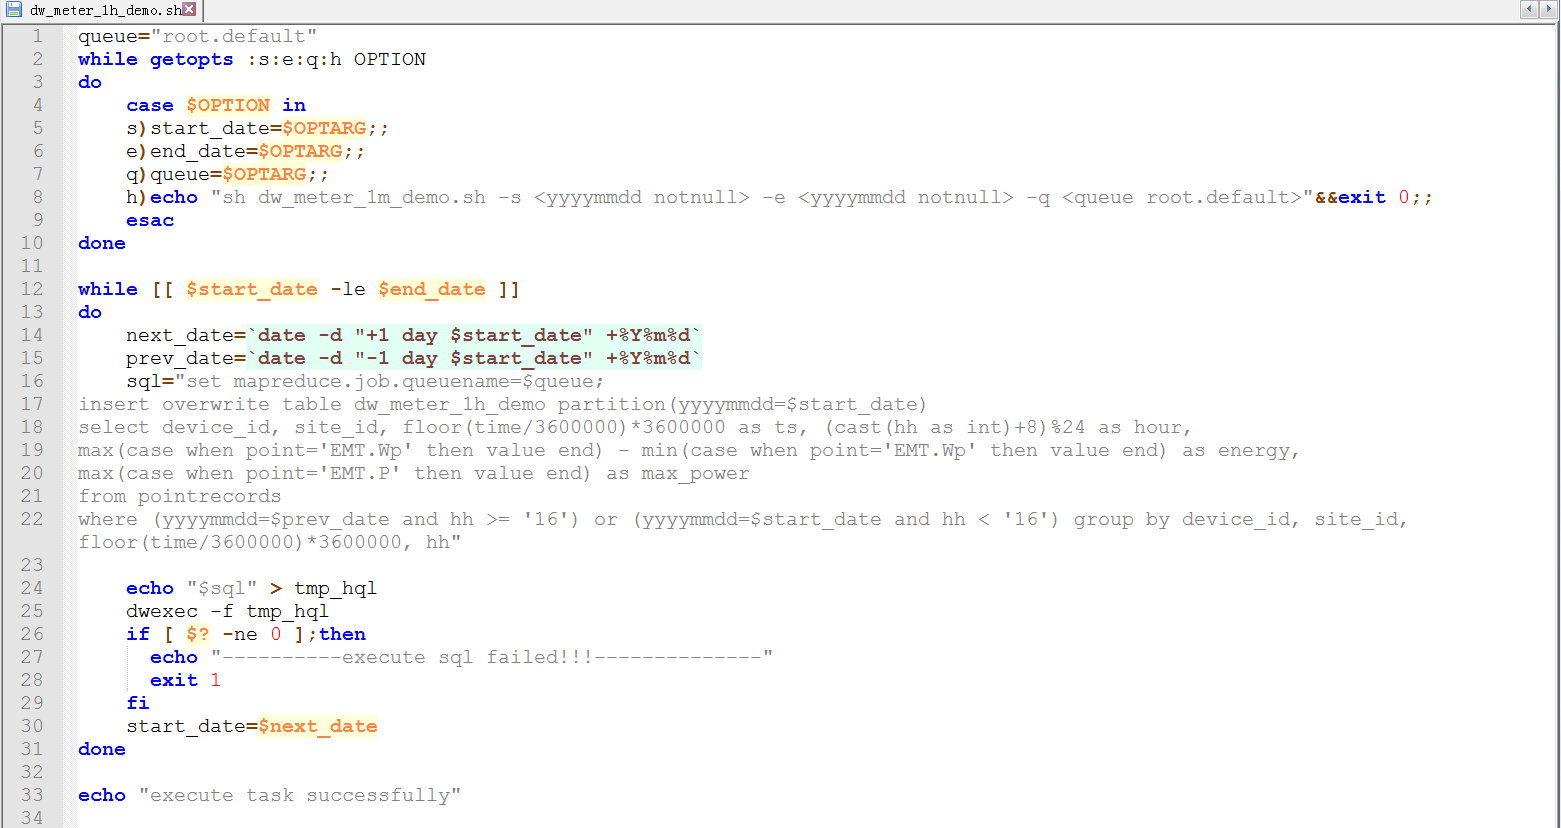 dw_meter_1h_demo.sh
1 queue="root.default"
2 while getopts :s:e:q:h OPTION
3 do
4     case $OPTION in
5     s)start_date=$OPTARG;;
6     e)end_date=$OPTARG;;
7     q)queue=$OPTARG;;
8     h)echo "sh dw_meter_1m_demo.sh -s <yyyymmdd notnull> -e <yyyymmdd notnull> -q <queue root.default>"&&exit 0;;
9     esac
10 done
11
12 while [[ $start_date -le $end_date ]]
13 do
14     next_date=`date -d "+1 day $start_date" +%Y%m%d`
15     prev_date=`date -d "-1 day $start_date" +%Y%m%d`
16     sql="set mapreduce.job.queuename=$queue;
17 insert overwrite table dw_meter_1h_demo partition(yyyymmdd=$start_date)
18 select device_id, site_id, floor(time/3600000)*3600000 as ts, (cast(hh as int)+8)%24 as hour,
19 max(case when point='EMT.Wp' then value end) - min(case when point='EMT.Wp' then value end) as energy,
20 max(case when point='EMT.P' then value end) as max_power
21 from pointrecords
22 where (yyyymmdd=$prev_date and hh >= '16') or (yyyymmdd=$start_date and hh < '16') group by device_id, site_id,
floor(time/3600000)*3600000, hh"
23
24     echo "$sql" > tmp_hql
25     dwexec -f tmp_hql
26     if [ $? -ne 0 ];then
27       echo "----------execute sql failed!!!--------------"
28       exit 1
29     fi
30     start_date=$next_date
31 done
32
33 echo "execute task successfully"
34